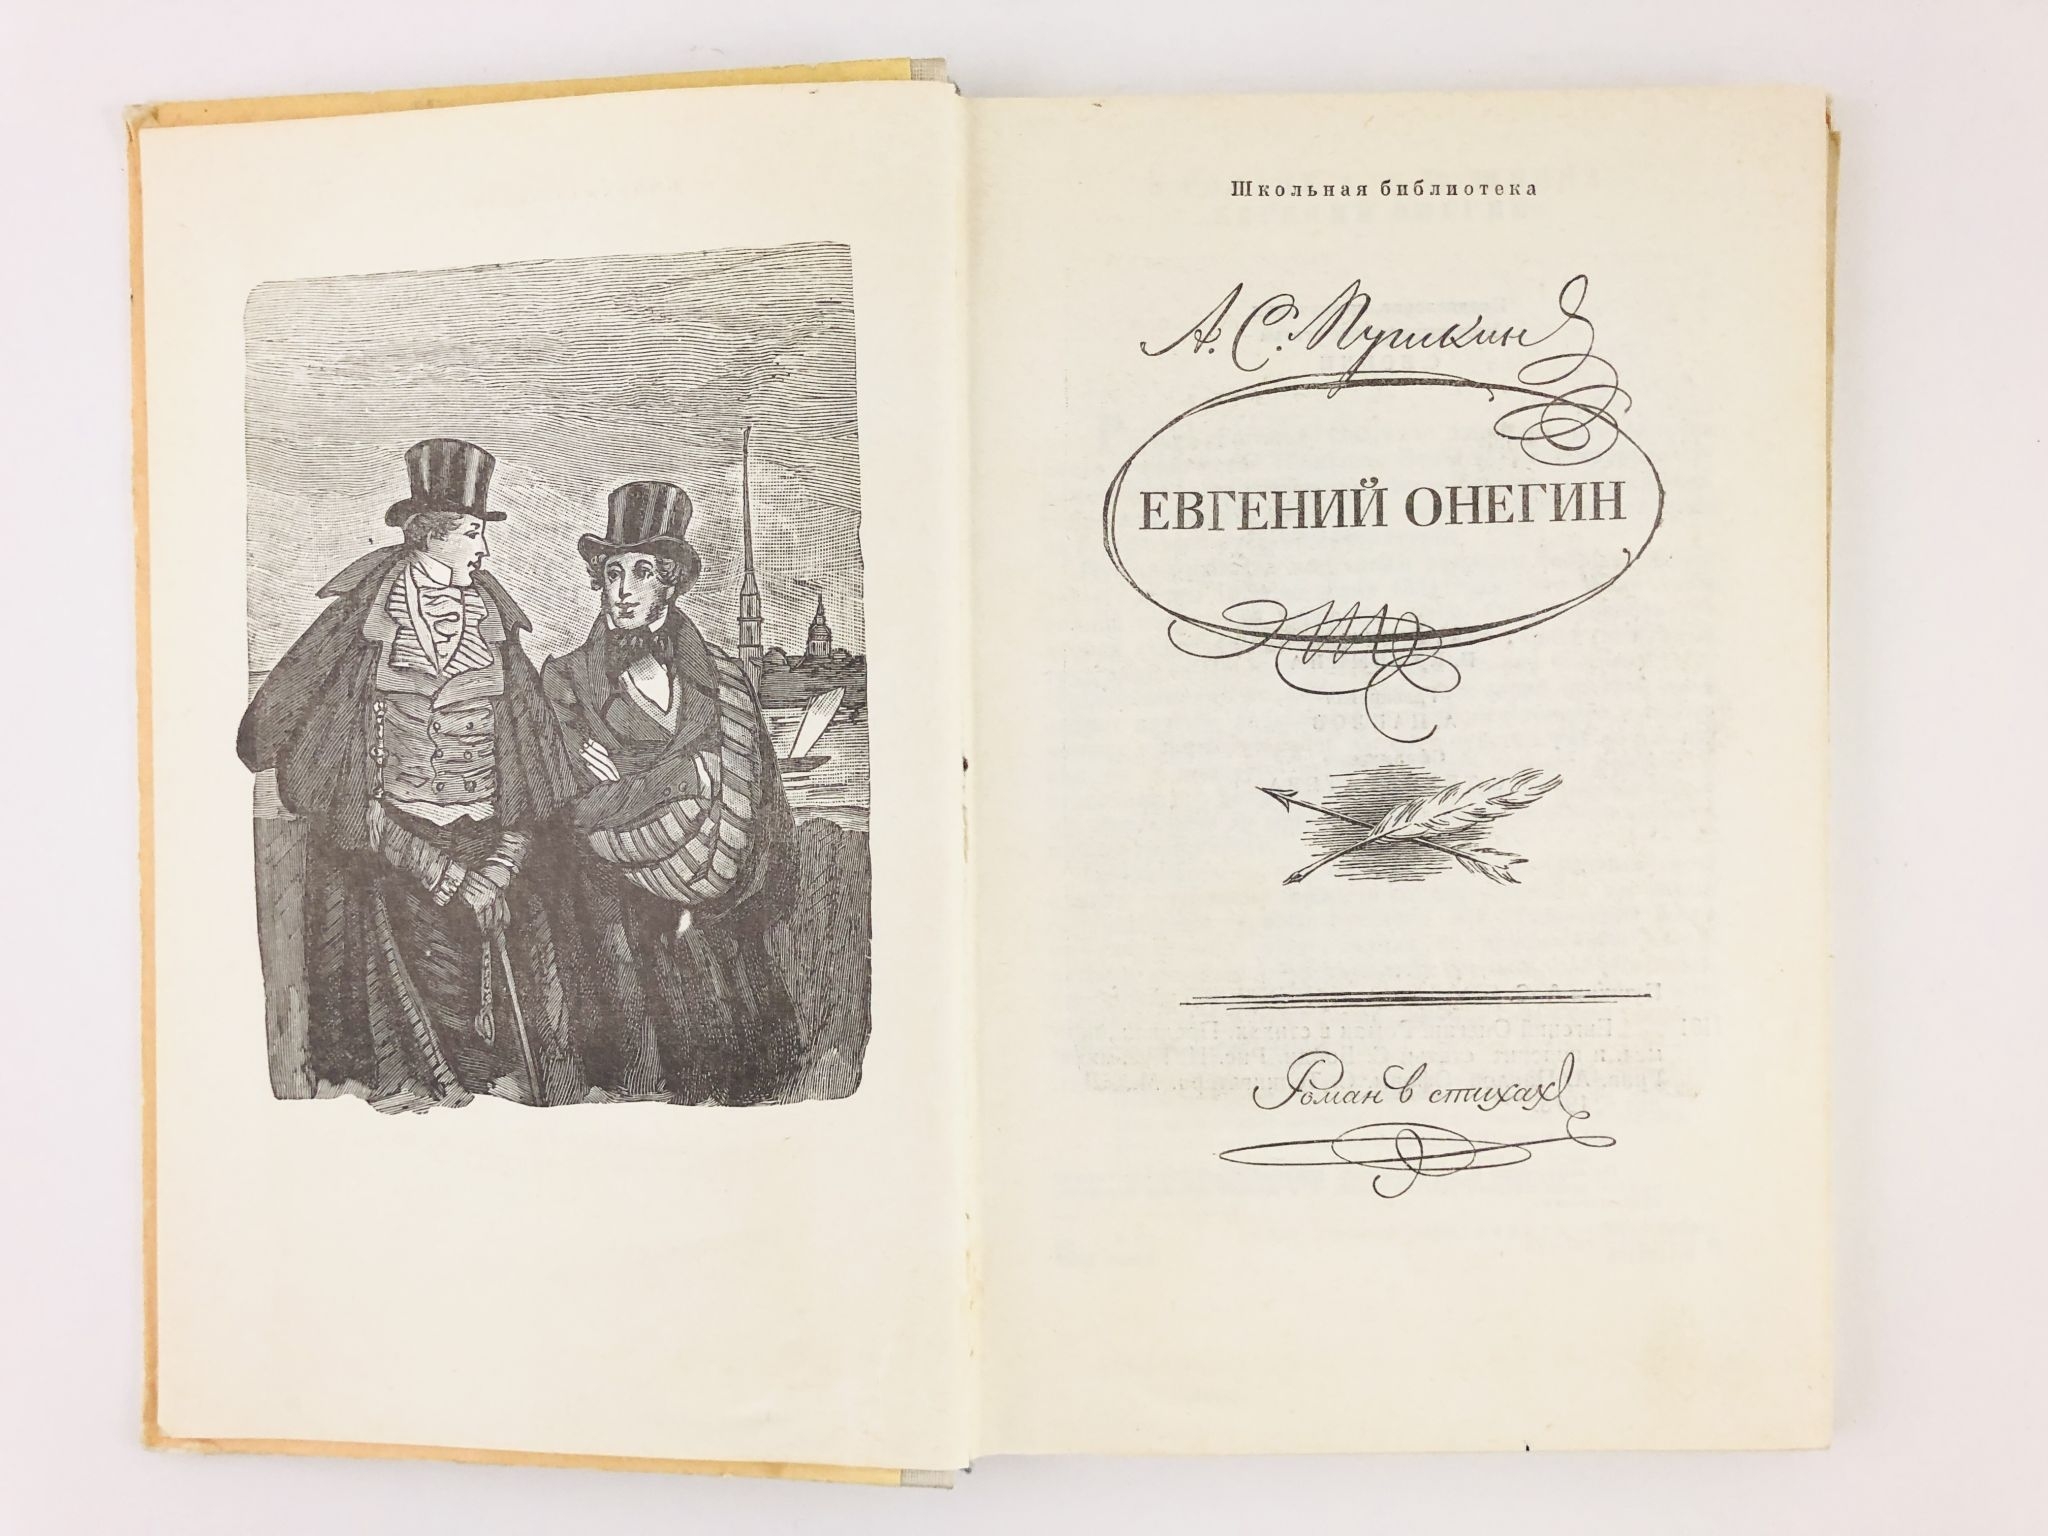 Школьная библиотека
А. С. Пушкин
ЕВГЕНИЙ ОНЕГИН
Роман в стихах